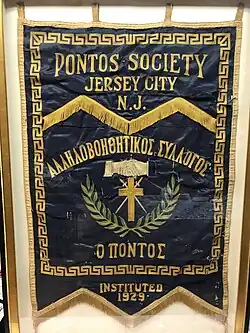 PONTOS SOCIETY
JERSEY CITY
N.J.
ΑΛΛΗΛΟΒΟΗΘΗΤΙΚΟΣ ΣΥΛΛΟΓΟΣ
Ο ΠΟΝΤΟΣ
INSTITUTED
1929